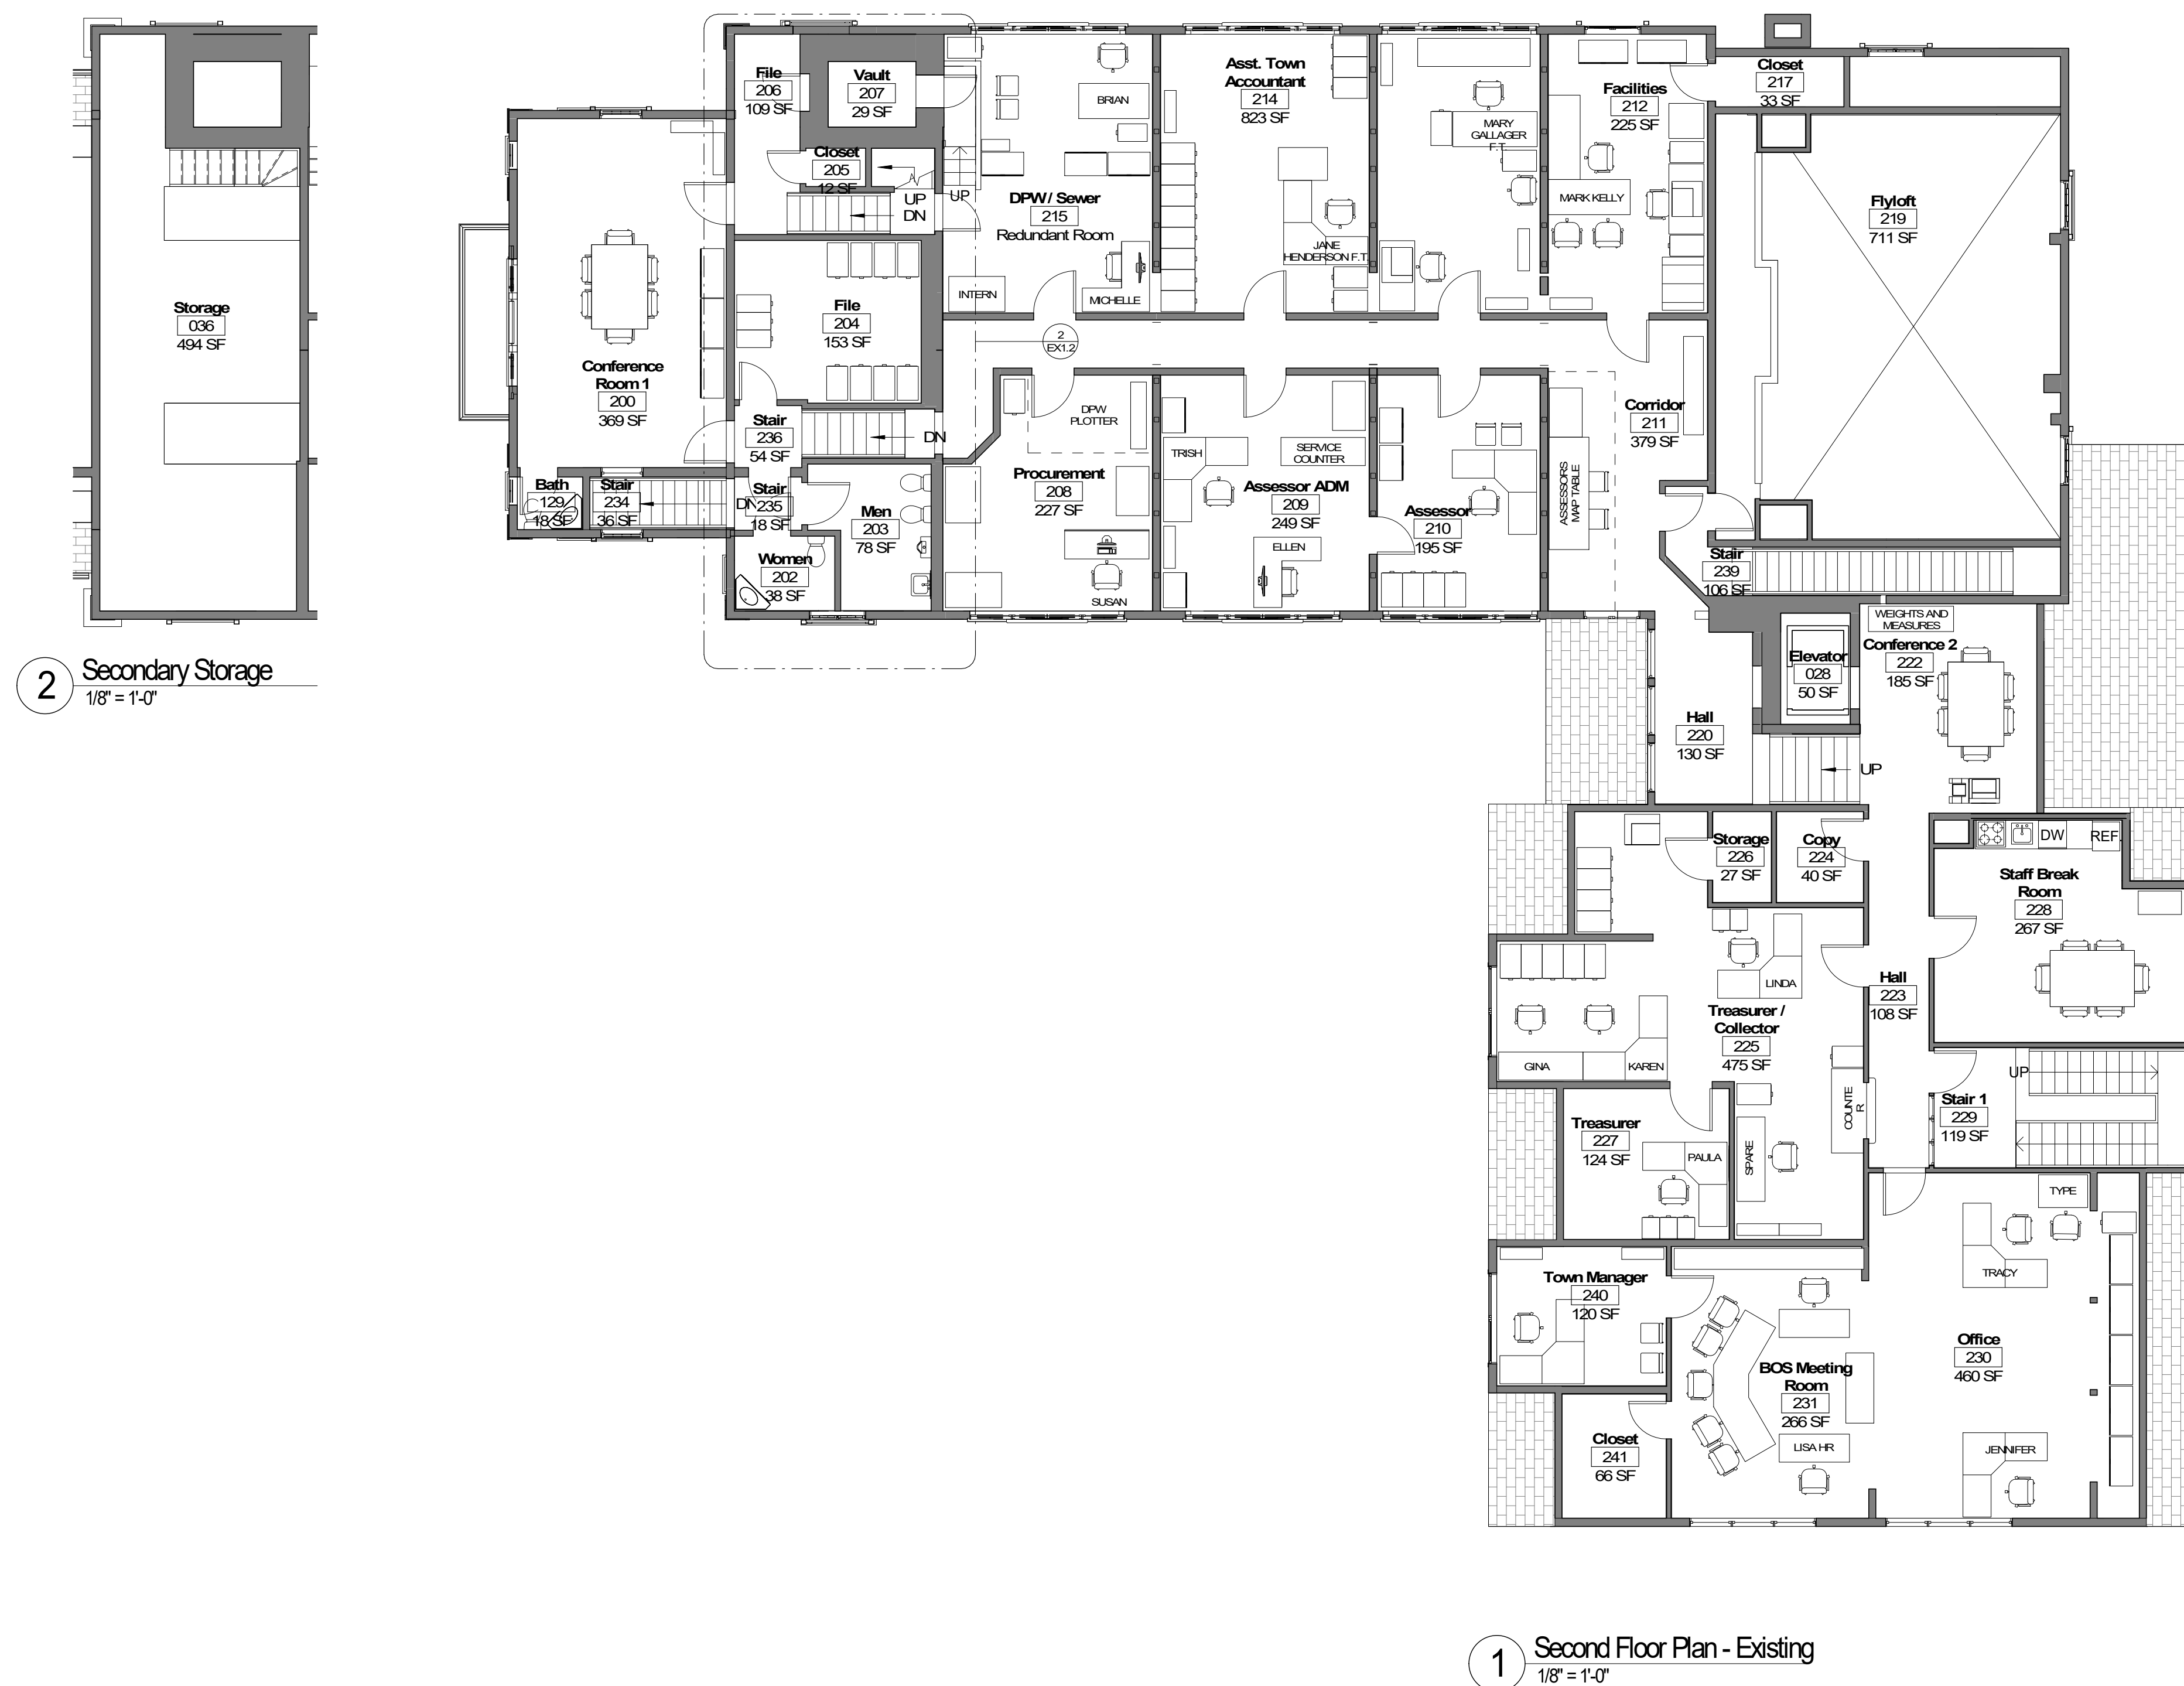 Storage
036
494 SF
2
Secondary Storage
1/8" = 1'-0"
File
206
109 SF
Vault
207
29 SF
Closet
205
12 SF
UP
DN
UP
DPW / Sewer
215
Redundant Room
BRIAN
INTERN
MICHELLE
Asst. Town
Accountant
214
823 SF
JANE
HENDERSON F.T.
MARY
GALLAGER
F.T.
Facilities
212
225 SF
MARK KELLY
Closet
217
33 SF
Flyloft
219
711 SF
Conference
Room 1
200
369 SF
File
204
153 SF
2
EX1.2
Stair
236
54 SF
DN
Bath
129
18 SF
Stair
234
36 SF
DN
Stair
235
18 SF
Men
203
78 SF
Women
202
38 SF
DPW
PLOTTER
Procurement
208
227 SF
SUSAN
TRISH
SERVICE
COUNTER
Assessor ADM
209
249 SF
ELLEN
Assessor
210
195 SF
ASSESSORS
MAP TABLE
Corridor
211
379 SF
Stair
239
106 SF
WEIGHTS AND
MEASURES
Conference 2
222
185 SF
Elevator
028
50 SF
Hall
220
130 SF
UP
Storage
226
27 SF
Copy
224
40 SF
DW
REF.
Staff Break
Room
228
267 SF
LINDA
Hall
223
108 SF
Treasurer /
Collector
225
475 SF
GINA
KAREN
COUNTE
R
UP
Stair 1
229
119 SF
Treasurer
227
124 SF
PAULA
SPARE
TYPE
TRACY
Town Manager
240
120 SF
Office
230
460 SF
BOS Meeting
Room
231
266 SF
LISA HR
JENNIFER
Closet
241
66 SF
1
Second Floor Plan - Existing
1/8" = 1'-0"